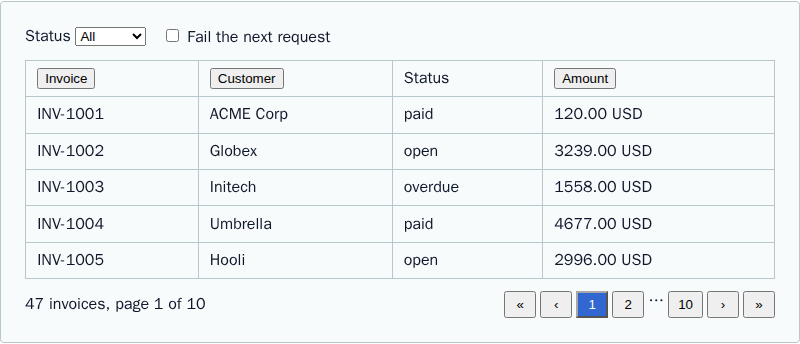 Status All Fail the next request
Invoice Customer Status Amount
INV-1001 ACME Corp paid 120.00 USD
INV-1002 Globex open 3239.00 USD
INV-1003 Initech overdue 1558.00 USD
INV-1004 Umbrella paid 4677.00 USD
INV-1005 Hooli open 2996.00 USD
47 invoices, page 1 of 10 « ‹ 1 2 … 10 › »